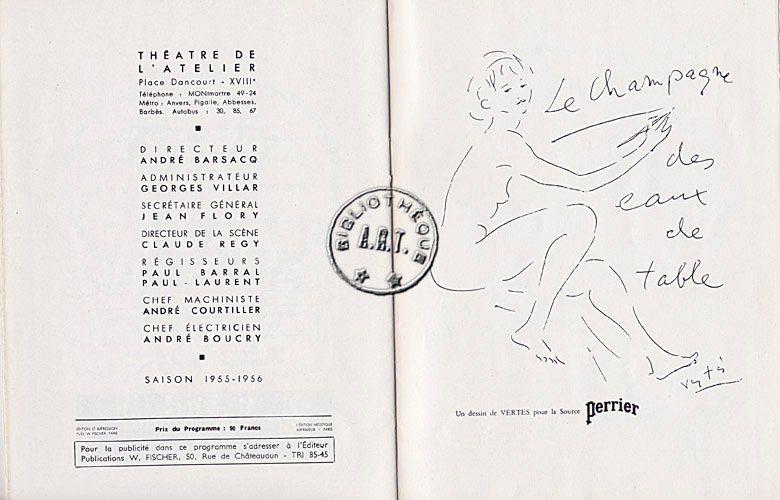 THÉATRE DE
L'ATELIER
Place Dancourt - XVIIIe
Téléphone : MONtmartre 49-24
Métro : Anvers, Pigalle, Abbesses,
Barbès. Autobus : 30, 85, 67
DIRECTEUR
ANDRÉ BARSACQ
ADMINISTRATEUR
GEORGES VILLAR
SECRÉTAIRE GÉNÉRAL
JEAN FLORY
DIRECTEUR DE LA SCÈNE
CLAUDE REGY
RÉGISSEURS
PAUL BARRAL
PAUL-LAURENT
CHEF MACHINISTE
ANDRÉ COURTILLER
CHEF ÉLECTRICIEN
ANDRÉ BOUCRY
SAISON 1955-1956
Prix du Programme : 90 Francs
Pour la publicité dans ce programme s'adresser à l'Éditeur
Publications W. FISCHER, 50, Rue de Châteaudun - TRI 85-45
BIBLIOTHÈQUE
A.R.T.
Le Champagne
des
eaux
de
table
Vertès
Un dessin de VERTES pour la Source Perrier